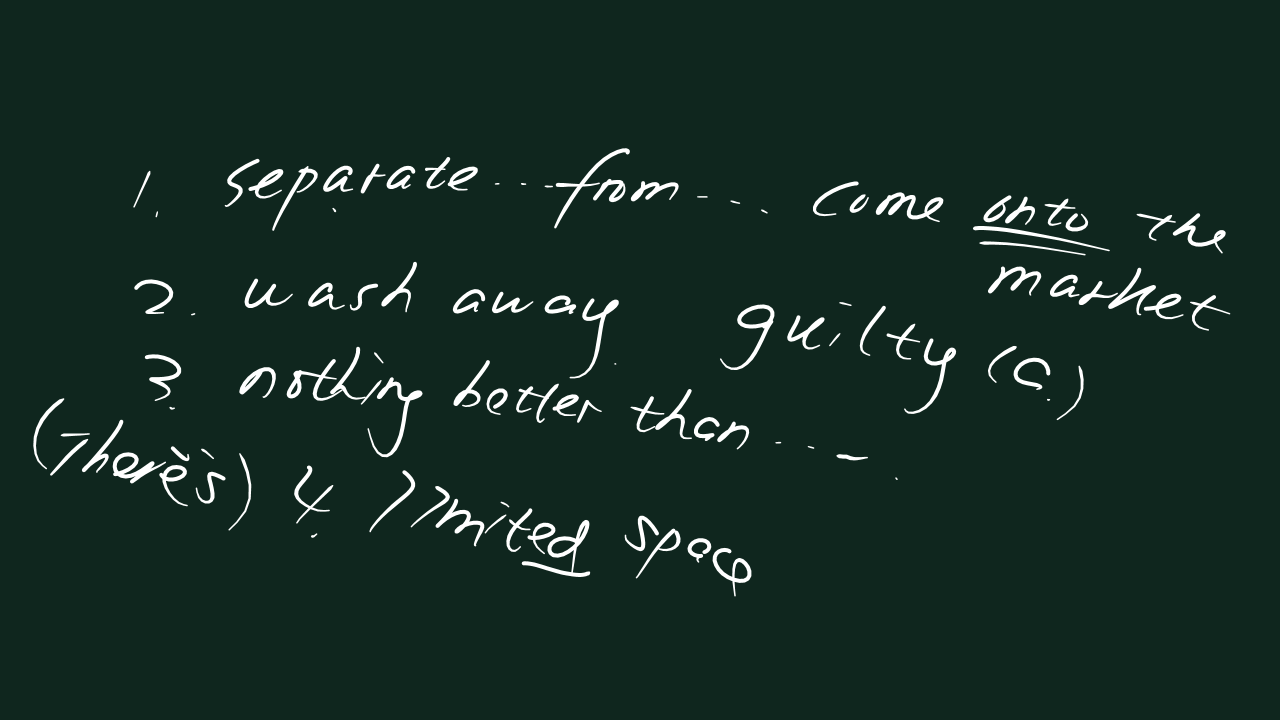 1. separate ... from ... come onto the
market
2. wash away guilty (a.)
3. nothing better than ...
(There's) 4. limited space